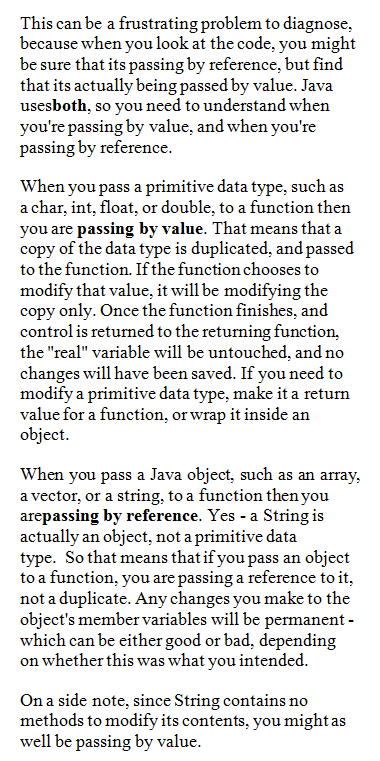 This can be a frustrating problem to diagnose,
because when you look at the code, you might
be sure that its passing by reference, but find
that its actually being passed by value. Java
usesboth, so you need to understand when
you're passing by value, and when you're
passing by reference.
When you pass a primitive data type, such as
a char, int, float, or double, to a function then
you are passing by value. That means that a
copy of the data type is duplicated, and passed
to the function. If the function chooses to
modify that value, it will be modifying the
copy only. Once the function finishes, and
control is returned to the returning function,
the "real" variable will be untouched, and no
changes will have been saved. If you need to
modify a primitive data type, make it a return
value for a function, or wrap it inside an
object.
When you pass a Java object, such as an array,
a vector, or a string, to a function then you
arepassing by reference. Yes - a String is
actually an object, not a primitive data
type.  So that means that if you pass an object
to a function, you are passing a reference to it,
not a duplicate. Any changes you make to the
object's member variables will be permanent -
which can be either good or bad, depending
on whether this was what you intended.
On a side note, since String contains no
methods to modify its contents, you might as
well be passing by value.